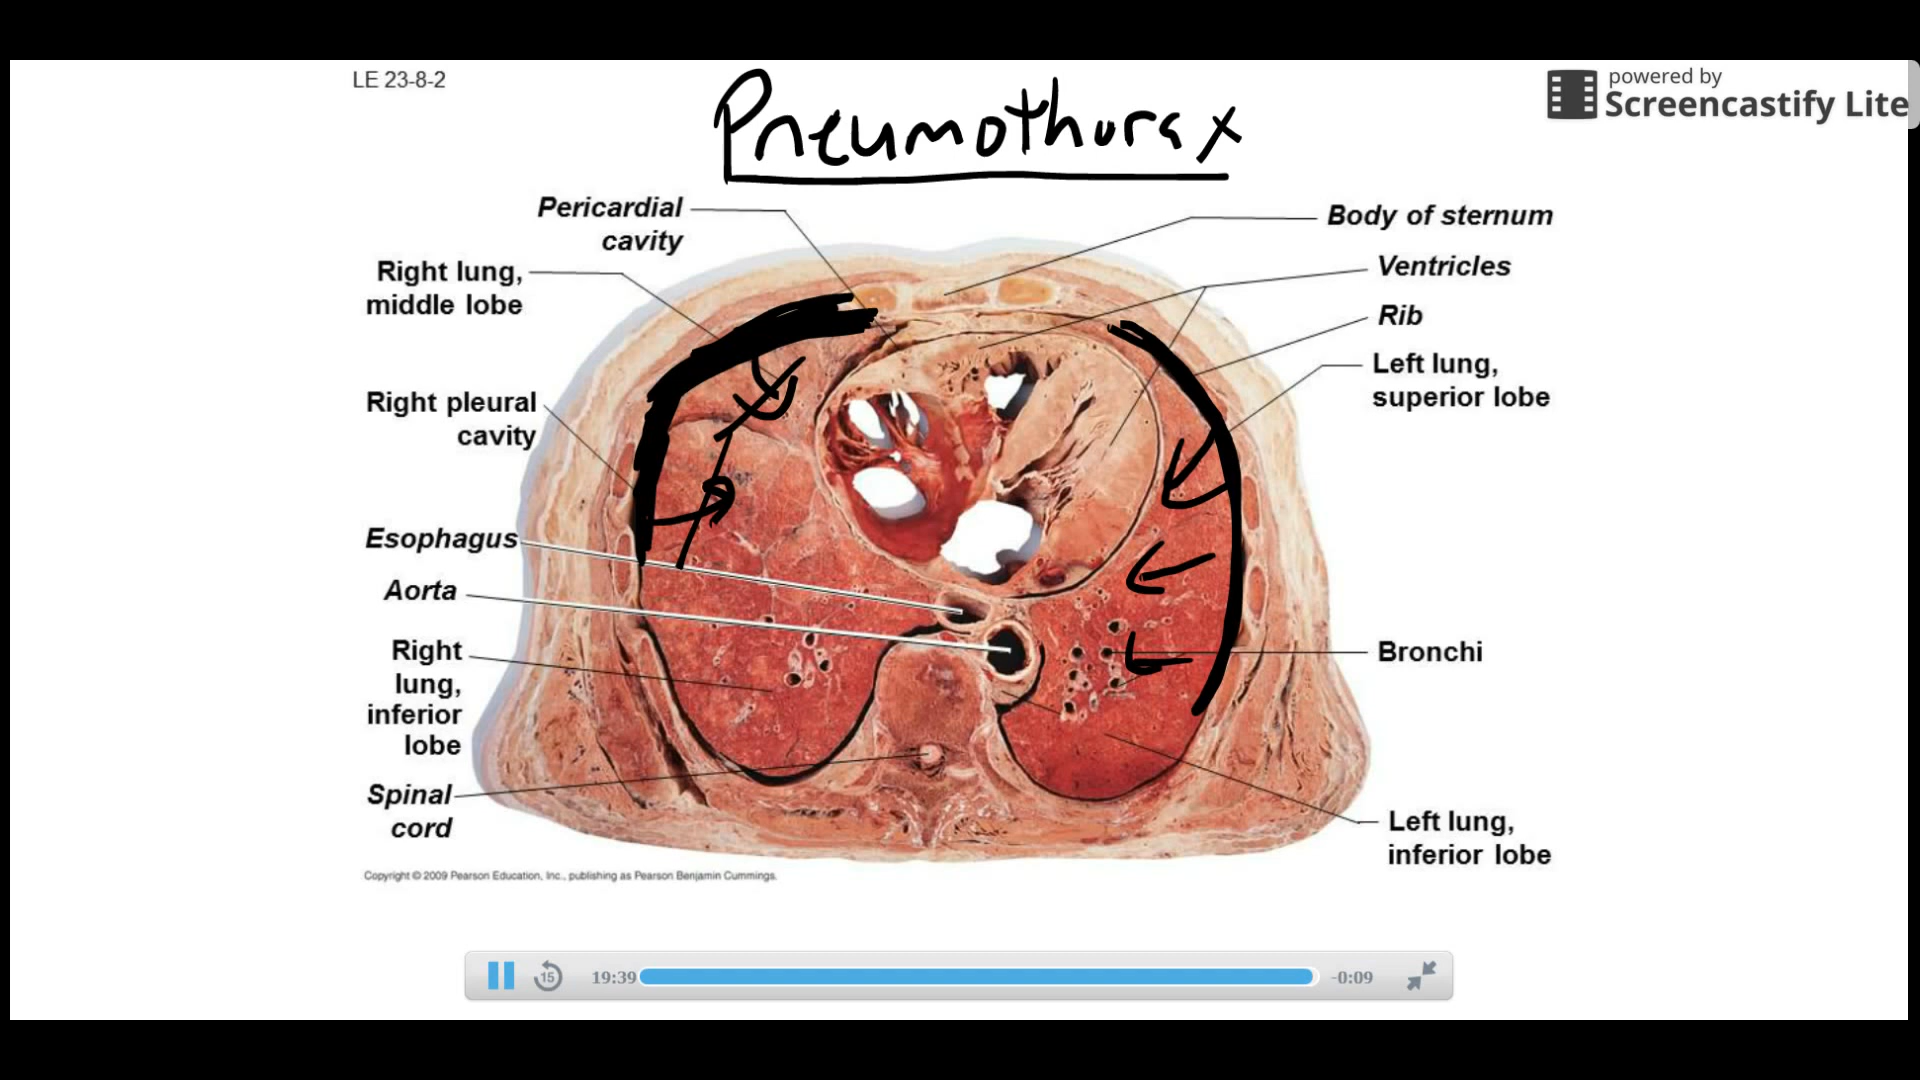 LE 23-8-2
powered by
Screencastify Lite
Pneumothorax
Pericardial
cavity
Body of sternum
Right lung,
middle lobe
Ventricles
Rib
Left lung,
superior lobe
Right pleural
cavity
Esophagus
Aorta
Right
lung,
inferior
lobe
Bronchi
Spinal
cord
Left lung,
inferior lobe
Copyright © 2009 Pearson Education, Inc., publishing as Pearson Benjamin Cummings.
15
19:39
-0:09